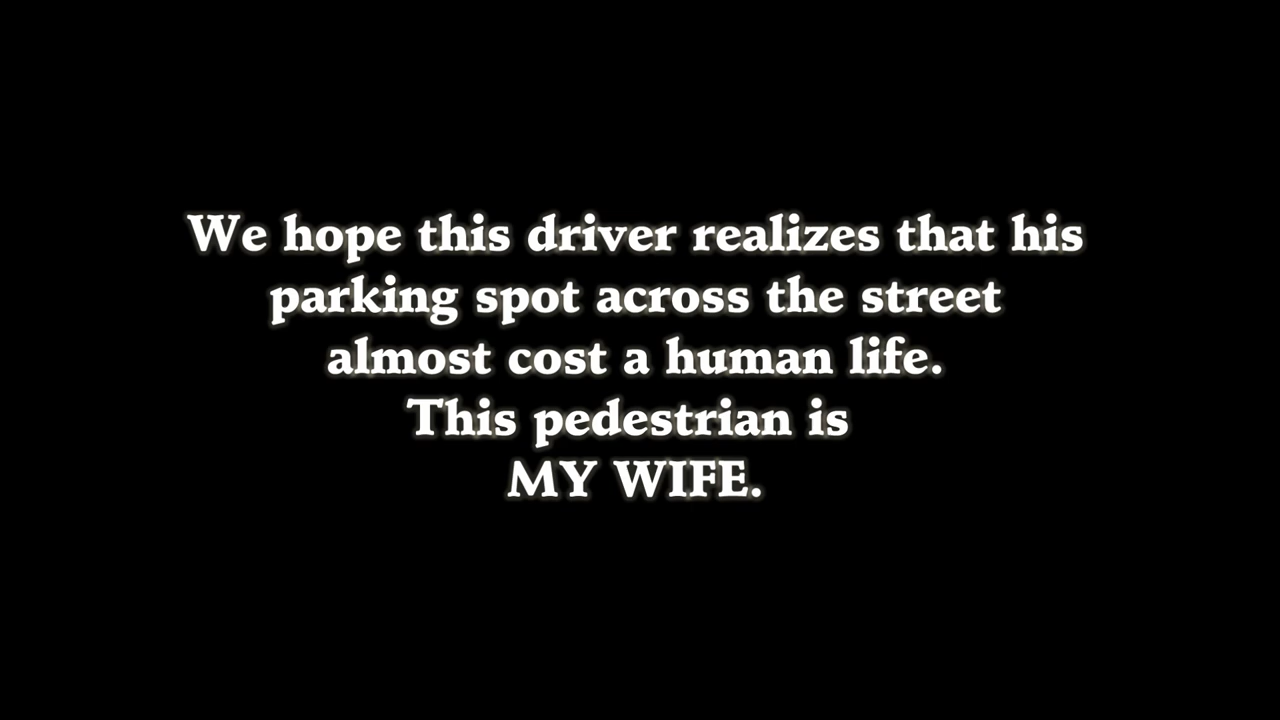 We hope this driver realizes that his
parking spot across the street
almost cost a human life.
This pedestrian is
MY WIFE.